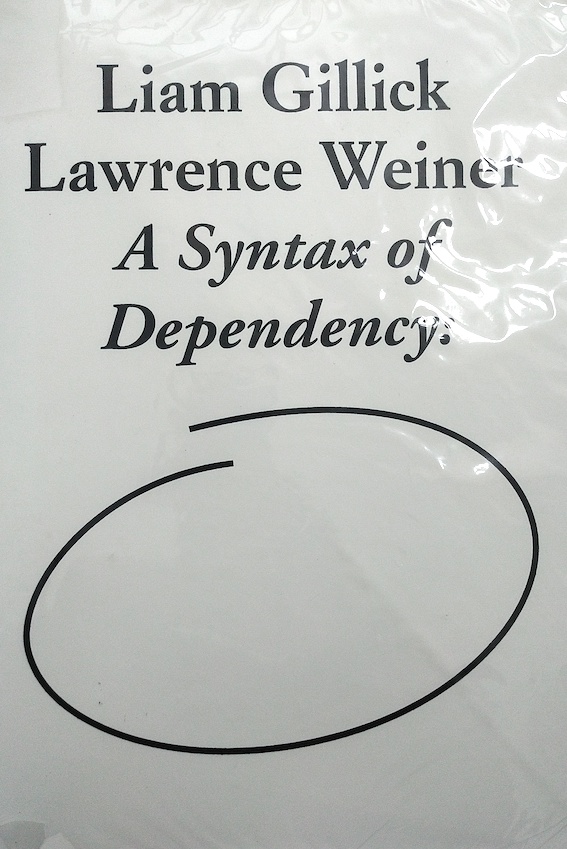 Liam Gillick
Lawrence Weiner
A Syntax of
Dependency: